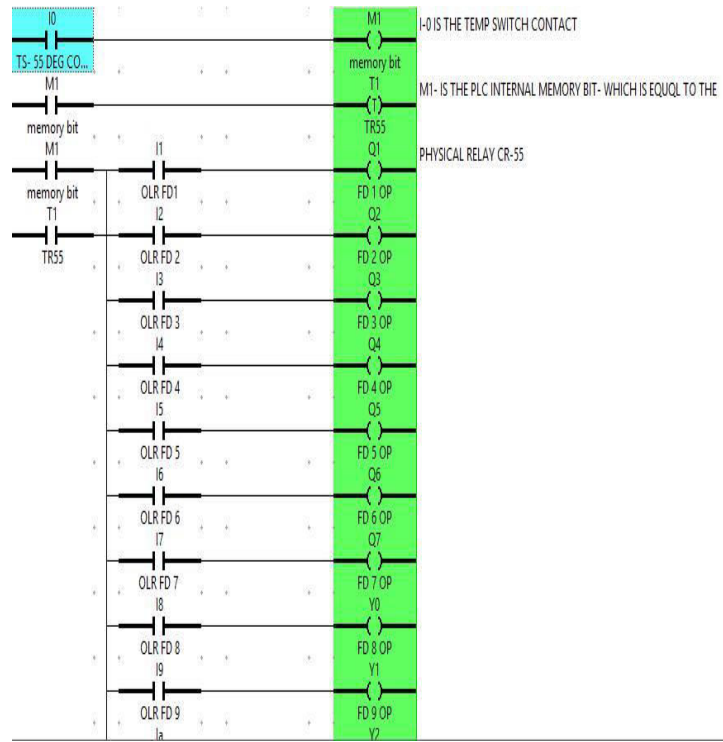 I0 M1 I-0 IS THE TEMP SWITCH CONTACT
TS- 55 DEG CO... memory bit
M1 T1 M1- IS THE PLC INTERNAL MEMORY BIT- WHICH IS EQUQL TO THE
(T)
memory bit TR55
M1 I1 Q1 PHYSICAL RELAY CR-55
memory bit OLR FD1 FD 1 OP
T1 I2 Q2
TR55 OLR FD 2 FD 2 OP
I3 Q3
OLR FD 3 FD 3 OP
I4 Q4
OLR FD 4 FD 4 OP
I5 Q5
OLR FD 5 FD 5 OP
I6 Q6
OLR FD 6 FD 6 OP
I7 Q7
OLR FD 7 FD 7 OP
I8 Y0
OLR FD 8 FD 8 OP
I9 Y1
OLR FD 9 FD 9 OP
Ia Y2